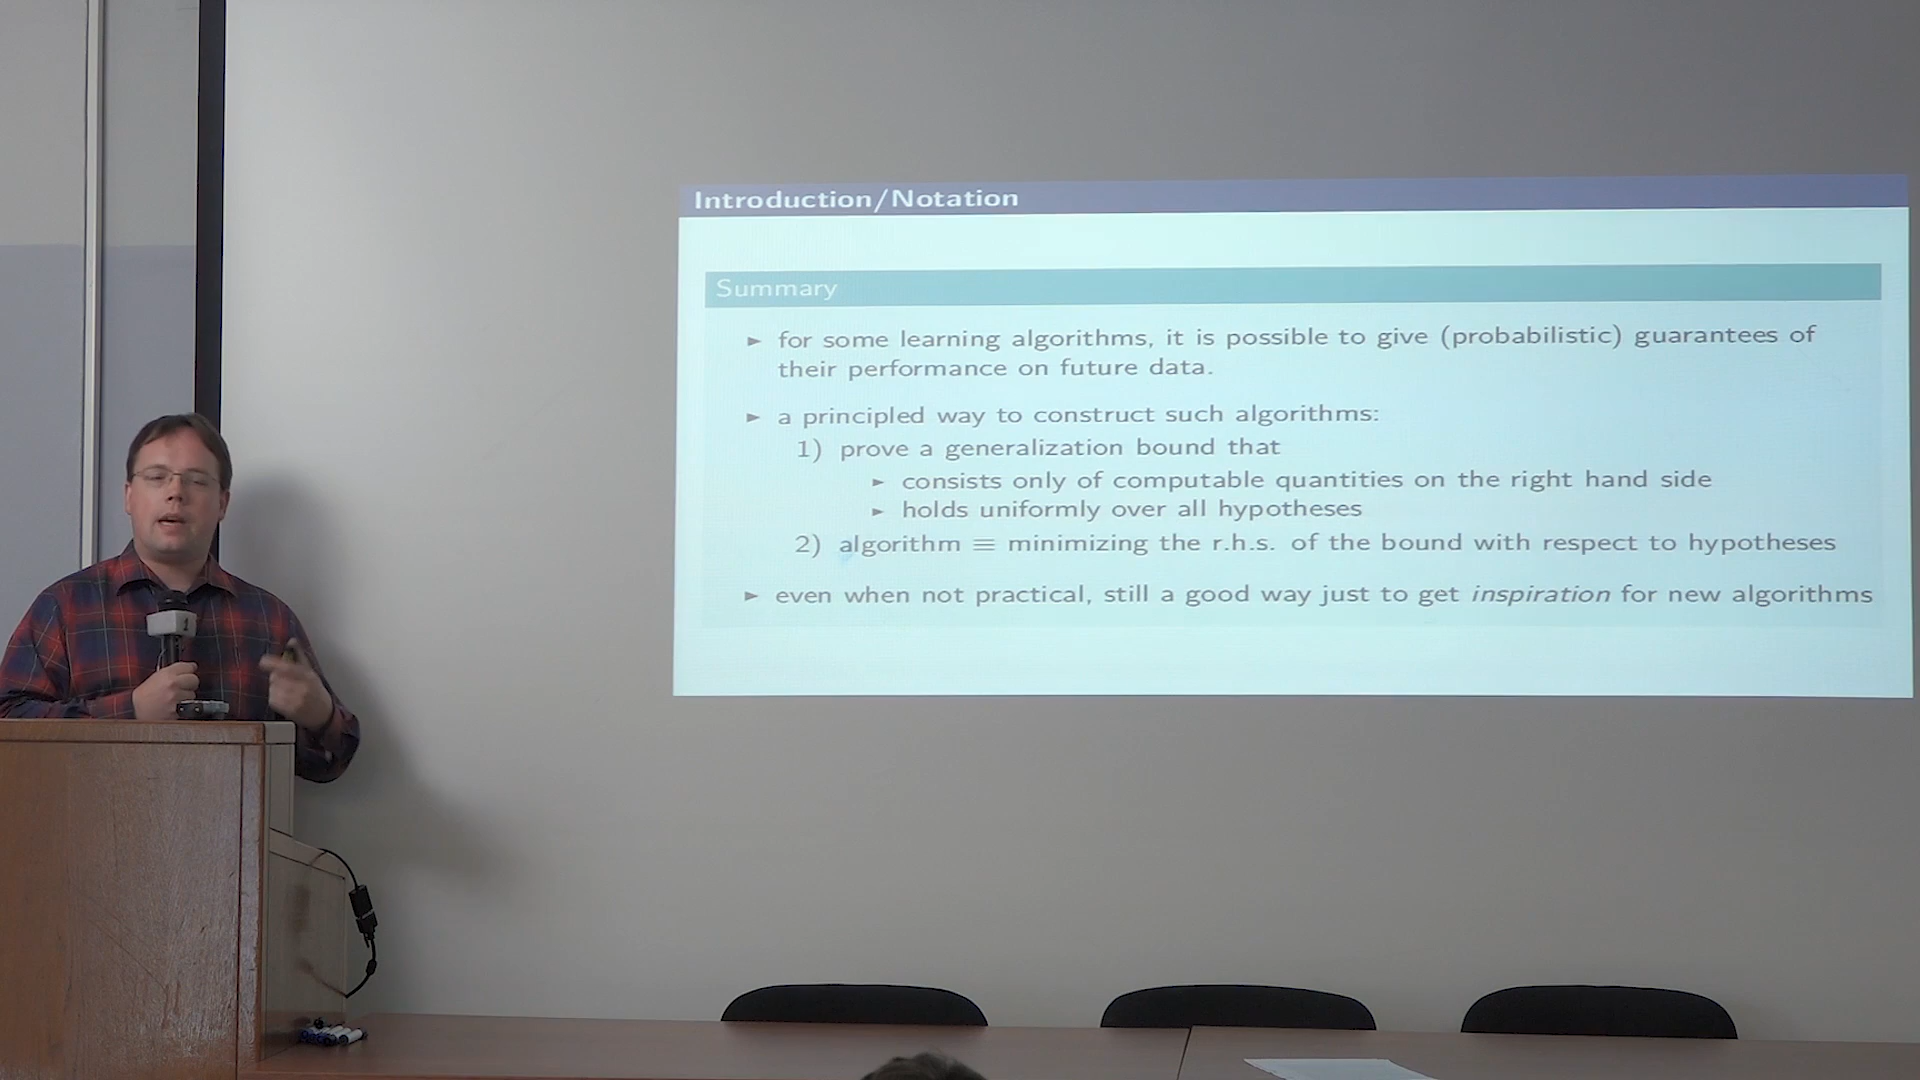 Introduction/Notation
Summary
► for some learning algorithms, it is possible to give (probabilistic) guarantees of
their performance on future data.
► a principled way to construct such algorithms:
1) prove a generalization bound that
► consists only of computable quantities on the right hand side
► holds uniformly over all hypotheses
2) algorithm ≡ minimizing the r.h.s. of the bound with respect to hypotheses
► even when not practical, still a good way just to get inspiration for new algorithms
1